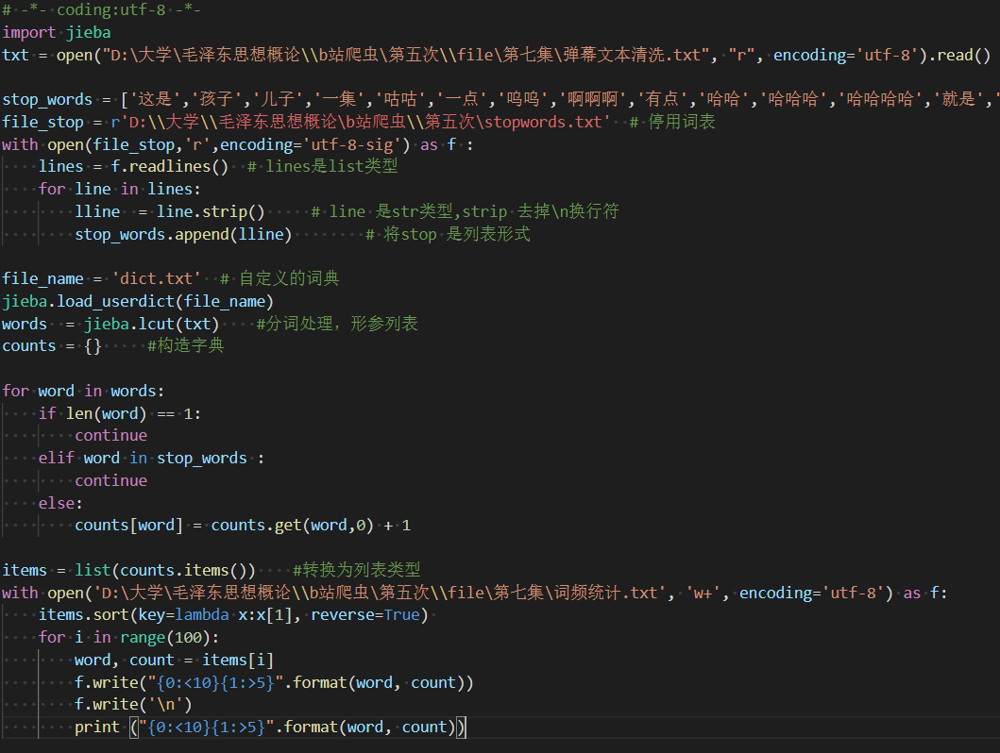 # -*- coding:utf-8 -*-
import jieba
txt = open("D:\大学\毛泽东思想概论\\b站爬虫\第五次\\file\第七集\弹幕文本清洗.txt", "r", encoding='utf-8').read()
stop_words = ['这是','孩子','儿子','一集','咕咕','一点','呜呜','啊啊啊','有点','哈哈','哈哈哈','哈哈哈哈','就是','
file_stop = r'D:\\大学\\毛泽东思想概论\b站爬虫\\第五次\stopwords.txt'  # 停用词表
with open(file_stop,'r',encoding='utf-8-sig') as f :
    lines = f.readlines()  # lines是list类型
    for line in lines:
        lline  = line.strip()     # line 是str类型,strip 去掉\n换行符
        stop_words.append(lline)        # 将stop 是列表形式
file_name = 'dict.txt'  # 自定义的词典
jieba.load_userdict(file_name)
words  = jieba.lcut(txt)    #分词处理，形参列表
counts = {}     #构造字典
for word in words:
    if len(word) == 1:
        continue
    elif word in stop_words :
        continue
    else:
        counts[word] = counts.get(word,0) + 1
items = list(counts.items())    #转换为列表类型
with open('D:\大学\毛泽东思想概论\\b站爬虫\第五次\\file\第七集\词频统计.txt', 'w+', encoding='utf-8') as f:
    items.sort(key=lambda x:x[1], reverse=True)
    for i in range(100):
        word, count = items[i]
        f.write("{0:<10}{1:>5}".format(word, count))
        f.write('\n')
        print ("{0:<10}{1:>5}".format(word, count))